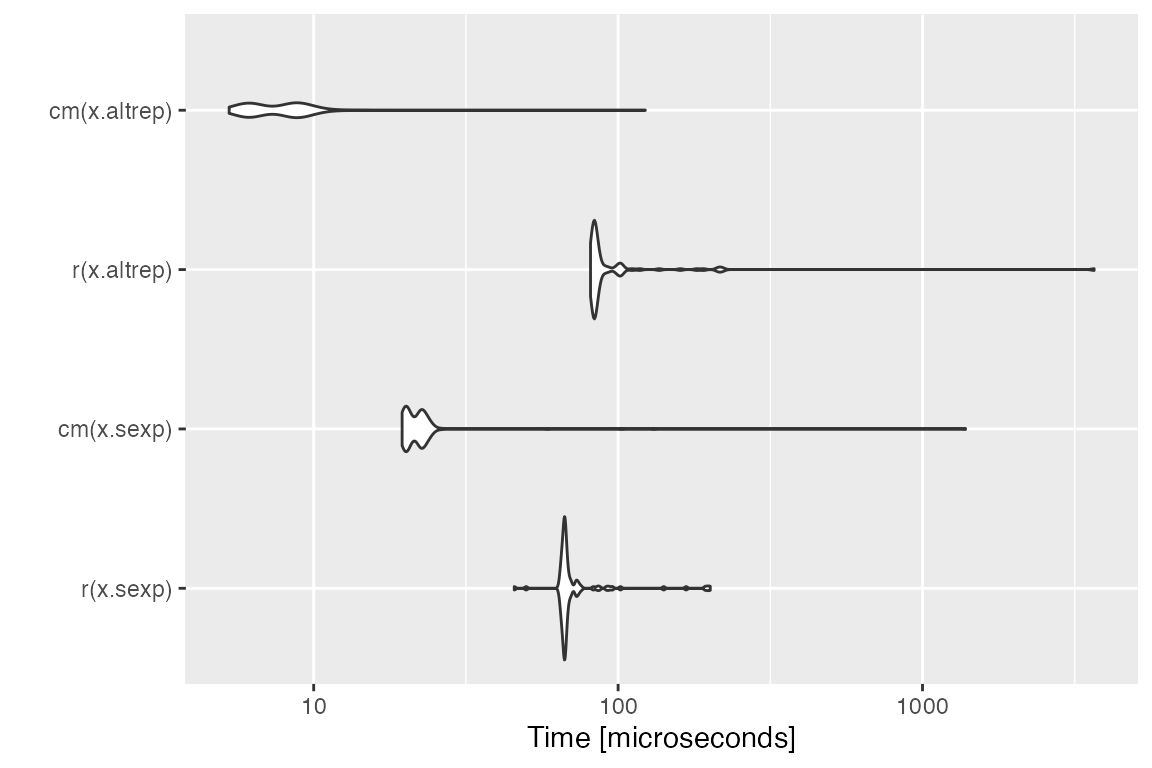 cm(x.altrep)
r(x.altrep)
cm(x.sexp)
r(x.sexp)
10 100 1000
Time [microseconds]